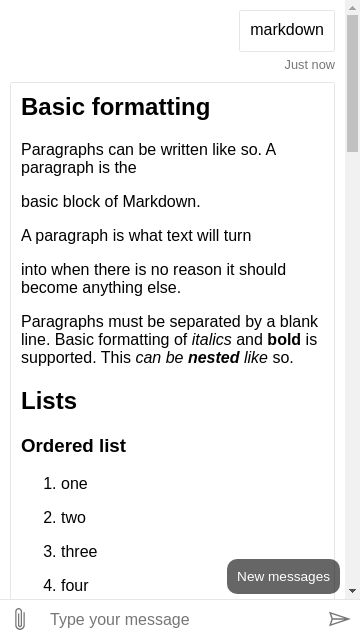 markdown
Just now
Basic formatting
Paragraphs can be written like so. A
paragraph is the
basic block of Markdown.
A paragraph is what text will turn
into when there is no reason it should
become anything else.
Paragraphs must be separated by a blank
line. Basic formatting of italics and bold is
supported. This can be nested like so.
Lists
Ordered list
1. one
2. two
3. three
4. four
New messages
Type your message